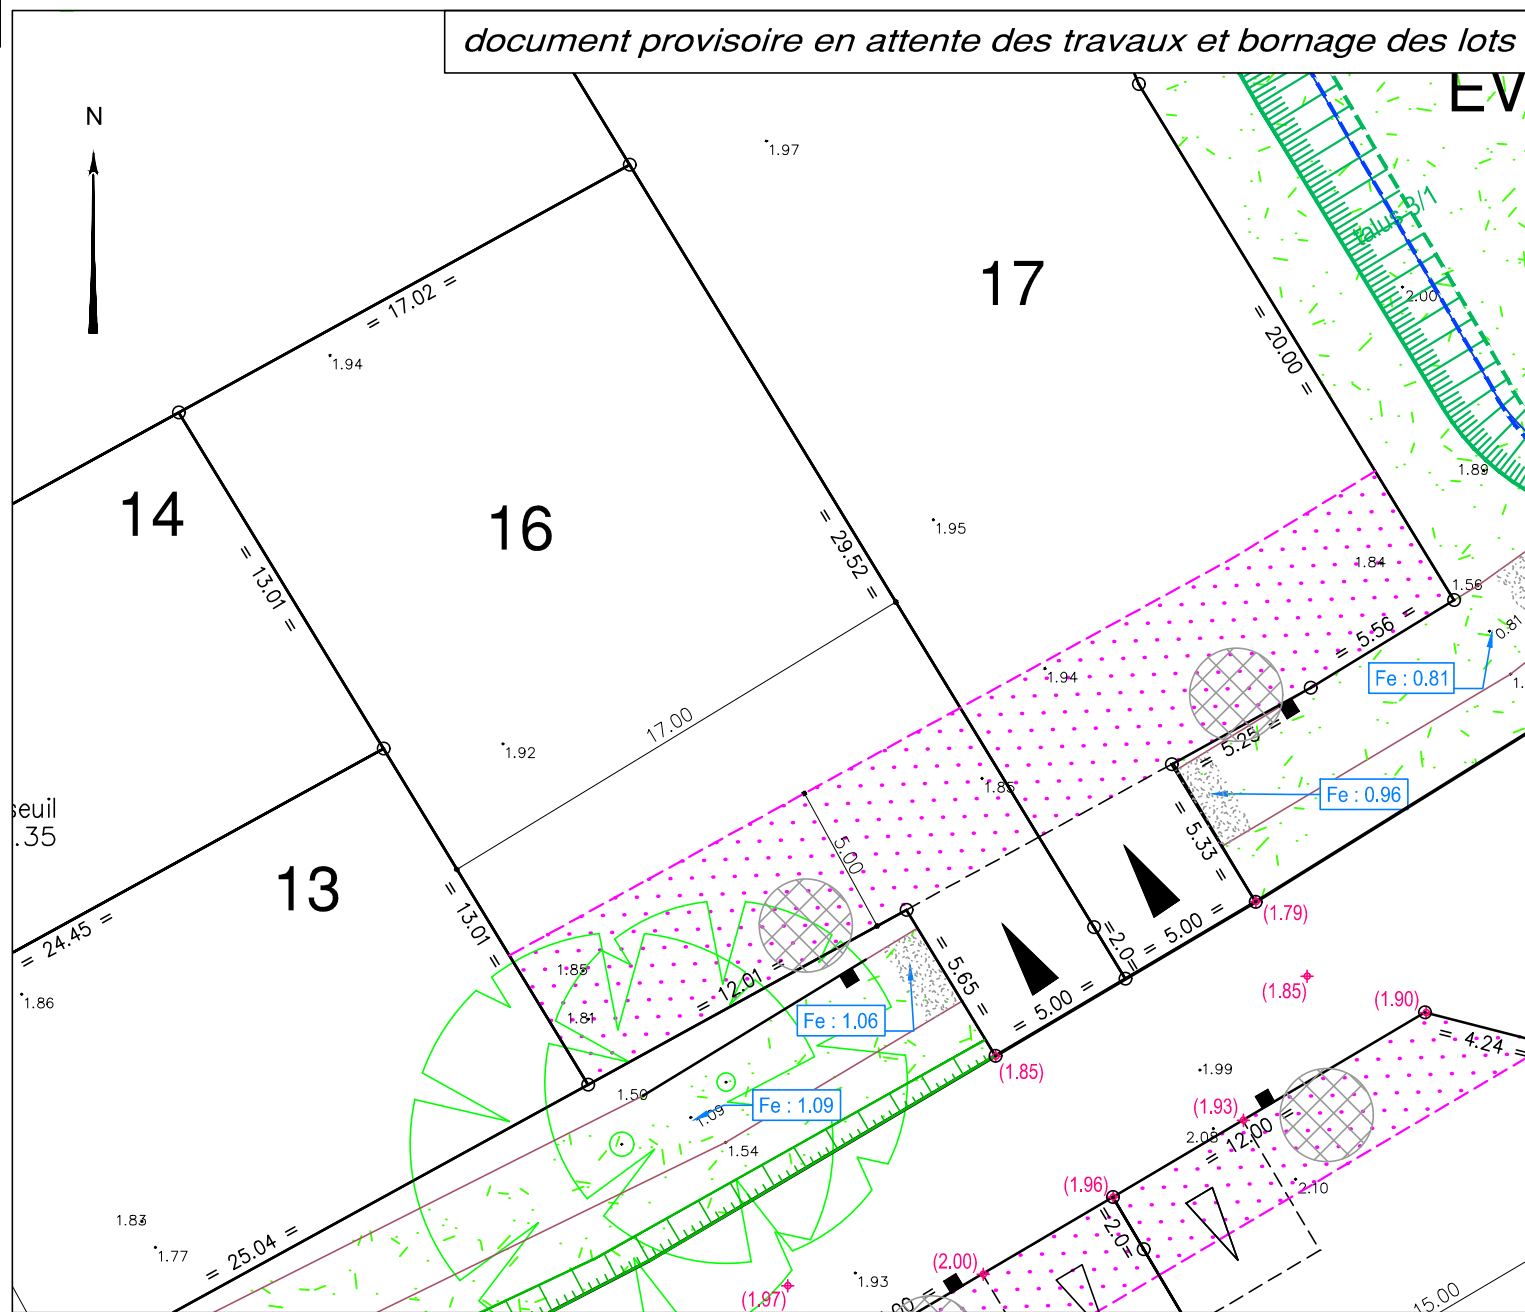 document provisoire en attente des travaux et bornage des lots
EV
N
1.97
17
talus 3/1
2.00
= 17.02 =
1.94
= 20.00 =
14
16
1.89
1.95
= 29.52 =
= 13.01 =
1.84
1.56
= 5.56 =
0.81
Fe : 0.81
1.94
17.00
1.92
= 5.25 =
1.85
Fe : 0.96
seuil
.35
= 5.33 =
5.00
13
= 24.45 =
= 13.01 =
(1.79)
=2.0=
= 5.00 =
1.85
= 12.01 =
= 5.65 =
(1.85)
1.86
1.81
Fe : 1.06
= 5.00 =
(1.90)
= 4.24 =
(1.85)
1.99
1.50
1.09
Fe : 1.09
(1.93)
2.08
= 12.00 =
1.54
(1.96)
2.10
=2.0=
1.83
1.77
= 25.04 =
(2.00)
1.93
(1.97)
15.00